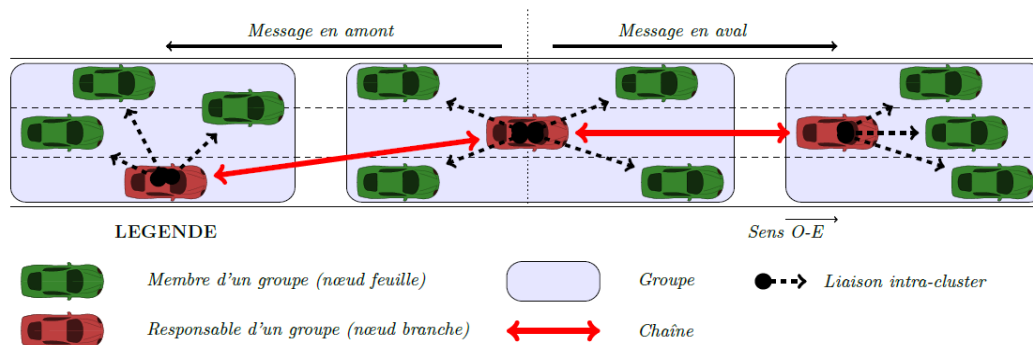 Message en amont
Message en aval
LEGENDE
Sens O-E
Membre d'un groupe (nœud feuille)
Groupe
Liaison intra-cluster
Responsable d'un groupe (nœud branche)
Chaîne